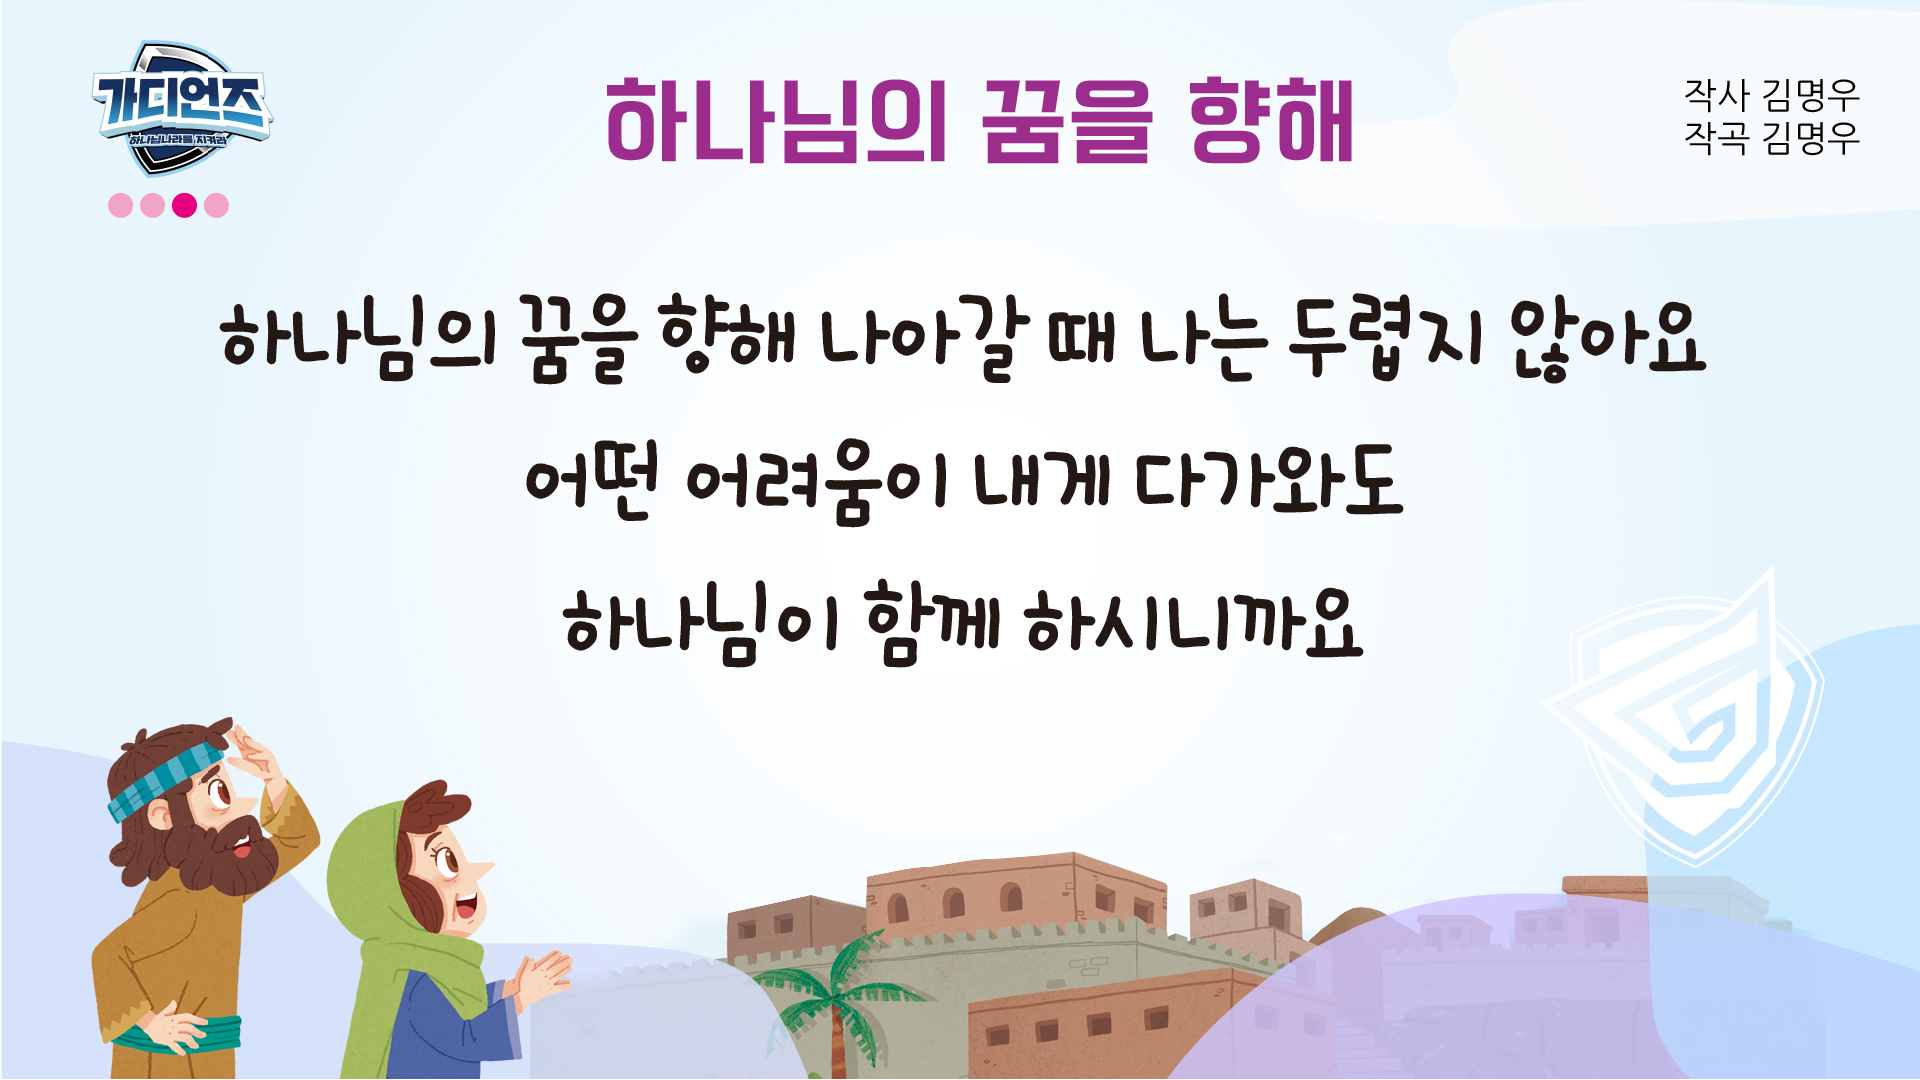 가디언즈
하나님나라를 지켜라
하나님의 꿈을 향해
작사 김명우
작곡 김명우
하나님의 꿈을 향해 나아갈 때 나는 두렵지 않아요
어떤 어려움이 내게 다가와도
하나님이 함께 하시니까요